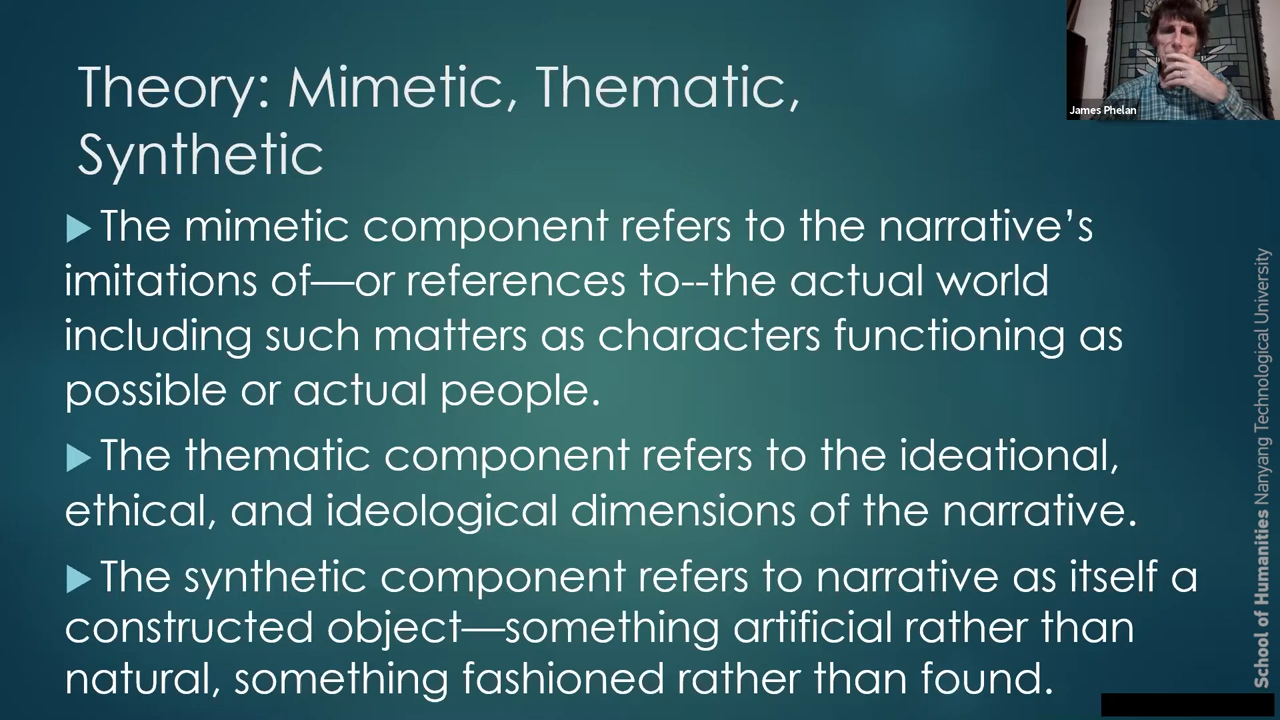 Theory: Mimetic, Thematic,
Synthetic
The mimetic component refers to the narrative’s
imitations of—or references to--the actual world
including such matters as characters functioning as
possible or actual people.
The thematic component refers to the ideational,
ethical, and ideological dimensions of the narrative.
The synthetic component refers to narrative as itself a
constructed object—something artificial rather than
natural, something fashioned rather than found.
James Phelan
School of Humanities Nanyang Technological University